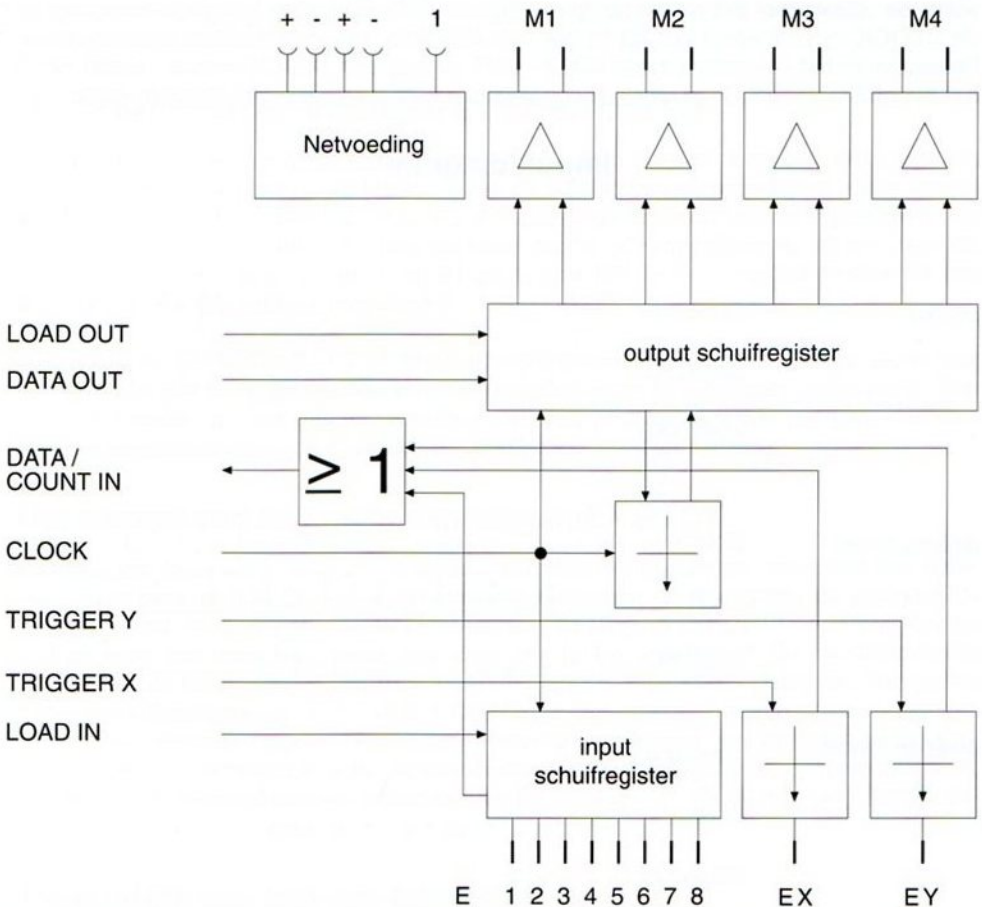 + - + - 1 M1 M2 M3 M4
Netvoeding
LOAD OUT
output schuifregister
DATA OUT
DATA /
COUNT IN
≥ 1
CLOCK
TRIGGER Y
TRIGGER X
LOAD IN
input
schuifregister
E 1 2 3 4 5 6 7 8 EX EY